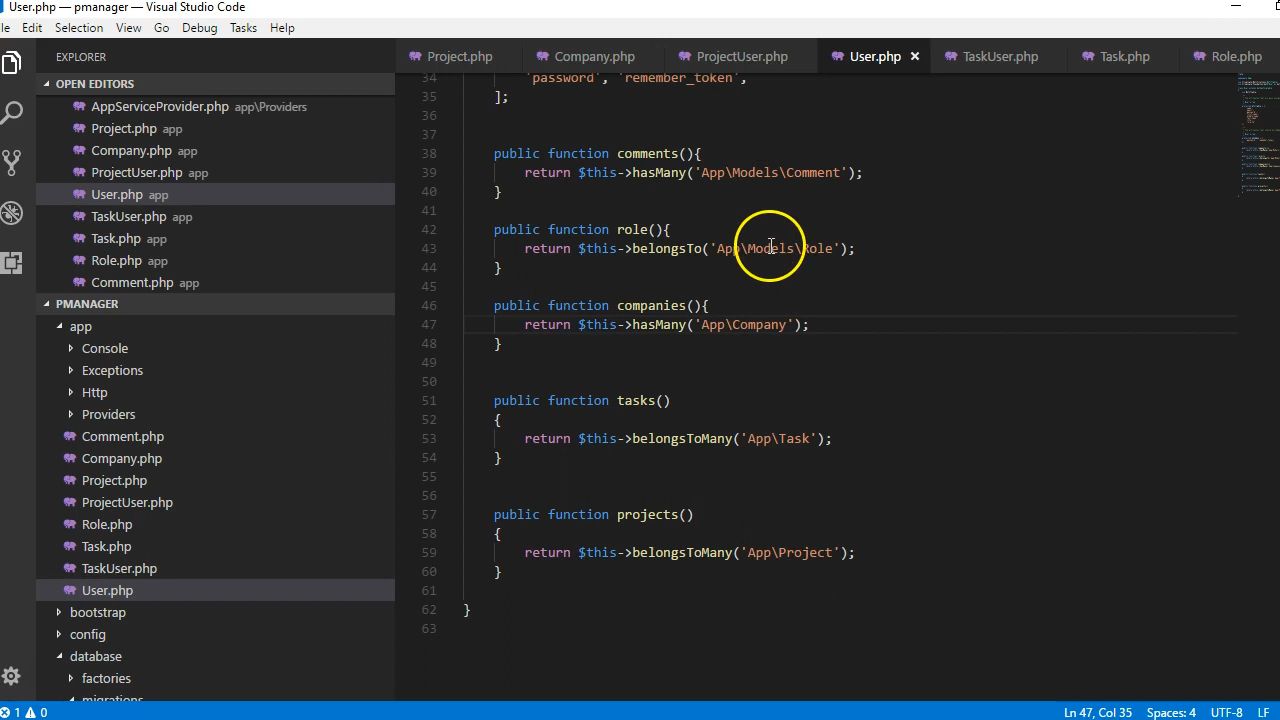 User.php — pmanager — Visual Studio Code
le Edit Selection View Go Debug Tasks Help
EXPLORER
OPEN EDITORS
AppServiceProvider.php app\Providers
Project.php app
Company.php app
ProjectUser.php app
User.php app
TaskUser.php app
Task.php app
Role.php app
Comment.php app
PMANAGER
app
Console
Exceptions
Http
Providers
Comment.php
Company.php
Project.php
ProjectUser.php
Role.php
Task.php
TaskUser.php
User.php
bootstrap
config
database
factories
migrations
Project.php Company.php ProjectUser.php User.php × TaskUser.php Task.php Role.php
34 'password', 'remember_token',
35 ];
36
37
38 public function comments(){
39 return $this->hasMany('App\Models\Comment');
40 }
41
42 public function role(){
43 return $this->belongsTo('App\Models\Role');
44 }
45
46 public function companies(){
47 return $this->hasMany('App\Company');
48 }
49
50
51 public function tasks()
52 {
53 return $this->belongsToMany('App\Task');
54 }
55
56
57 public function projects()
58 {
59 return $this->belongsToMany('App\Project');
60 }
61
62 }
63
1 0 Ln 47, Col 35 Spaces: 4 UTF-8 LF